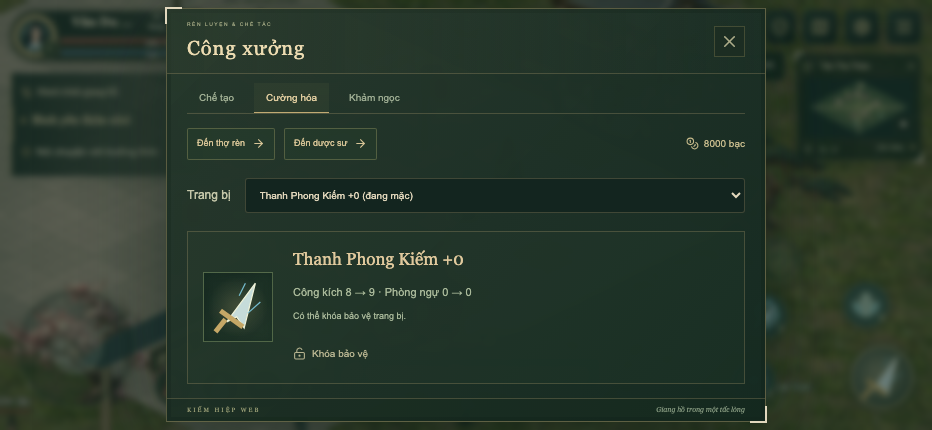 RÈN LUYỆN & CHẾ TÁC
Công xưởng
Chế tạo
Cường hóa
Khảm ngọc
Đến thợ rèn
Đến dược sư
8000 bạc
Trang bị
Thanh Phong Kiếm +0 (đang mặc)
Thanh Phong Kiếm +0
Công kích 8 → 9 · Phòng ngự 0 → 0
Có thể khóa bảo vệ trang bị.
Khóa bảo vệ
KIẾM HIỆP WEB
Giang hồ trong một tấc lòng